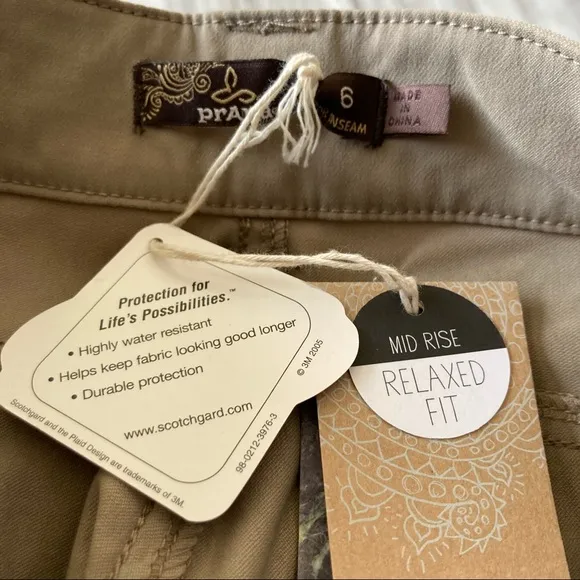 6
INSEAM
MADE
IN
CHINA
Protection for
Life's Possibilities.™
• Highly water resistant
• Helps keep fabric looking good longer
• Durable protection
www.scotchgard.com
Scotchgard and the Plaid Design are trademarks of 3M.
98-0212-3976-3
© 3M 2005
MID RISE
RELAXED
FIT